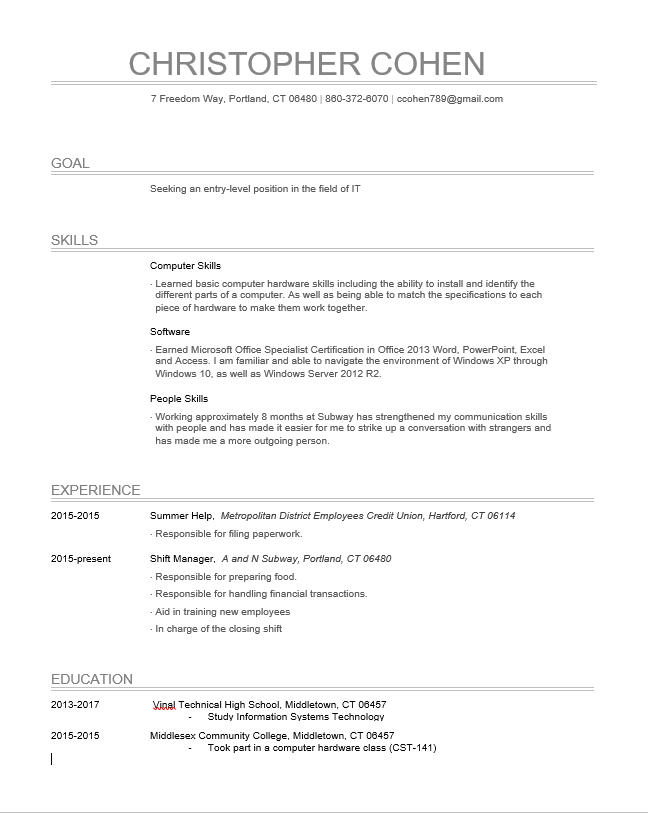 CHRISTOPHER COHEN
7 Freedom Way, Portland, CT 06480 | 860-372-6070 | ccohen789@gmail.com
GOAL
Seeking an entry-level position in the field of IT
SKILLS
Computer Skills
· Learned basic computer hardware skills including the ability to install and identify the
different parts of a computer. As well as being able to match the specifications to each
piece of hardware to make them work together.
Software
· Earned Microsoft Office Specialist Certification in Office 2013 Word, PowerPoint, Excel
and Access. I am familiar and able to navigate the environment of Windows XP through
Windows 10, as well as Windows Server 2012 R2.
People Skills
· Working approximately 8 months at Subway has strengthened my communication skills
with people and has made it easier for me to strike up a conversation with strangers and
has made me a more outgoing person.
EXPERIENCE
2015-2015 Summer Help, Metropolitan District Employees Credit Union, Hartford, CT 06114
· Responsible for filing paperwork.
2015-present Shift Manager, A and N Subway, Portland, CT 06480
· Responsible for preparing food.
· Responsible for handling financial transactions.
· Aid in training new employees
· In charge of the closing shift
EDUCATION
2013-2017 Vinal Technical High School, Middletown, CT 06457
- Study Information Systems Technology
2015-2015 Middlesex Community College, Middletown, CT 06457
- Took part in a computer hardware class (CST-141)